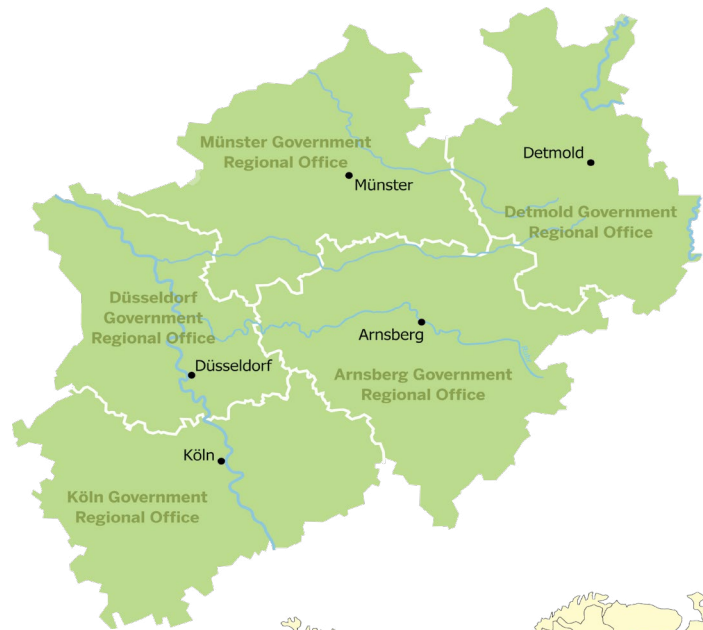 Münster Government
Regional Office
Münster
Detmold
Detmold Government
Regional Office
Düsseldorf
Government
Regional Office
Düsseldorf
Arnsberg
Arnsberg Government
Regional Office
Köln
Köln Government
Regional Office